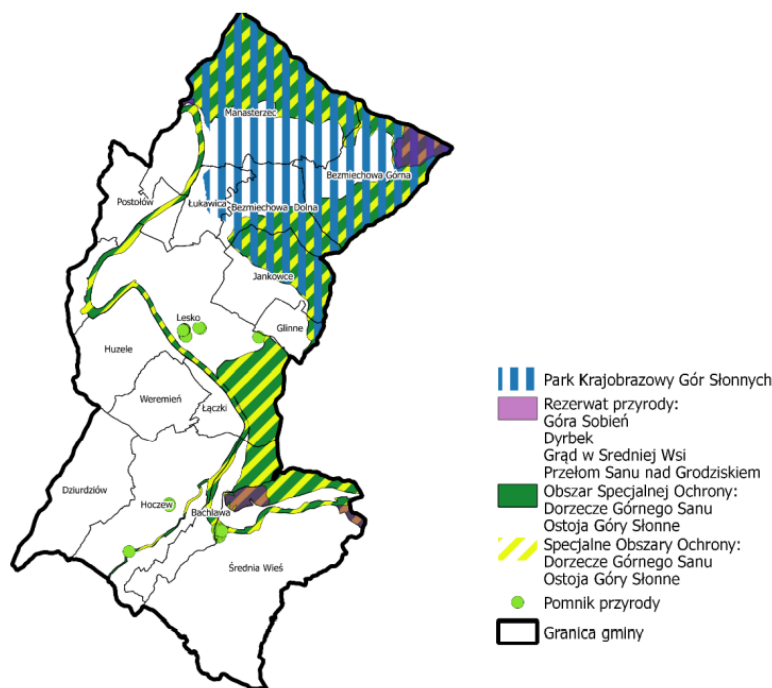 Manasterzec
Bezmiechowa Górna
Postołów
Łukawica
Bezmiechowa Dolna
Jankowce
Lesko
Glinne
Huzele
Weremień
Łączki
Dziurdziów
Hoczew
Bachlawa
Średnia Wieś
Park Krajobrazowy Gór Słonnych
Rezerwat przyrody:
Góra Sobień
Dyrbek
Grąd w Sredniej Wsi
Przełom Sanu nad Grodziskiem
Obszar Specjalnej Ochrony:
Dorzecze Górnego Sanu
Ostoja Góry Słonne
Specjalne Obszary Ochrony:
Dorzecze Górnego Sanu
Ostoja Góry Słonne
Pomnik przyrody
Granica gminy